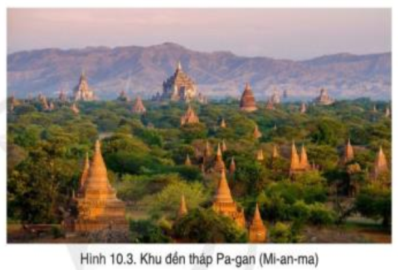 Hình 10.3. Khu đền tháp Pa-gan (Mi-an-ma)